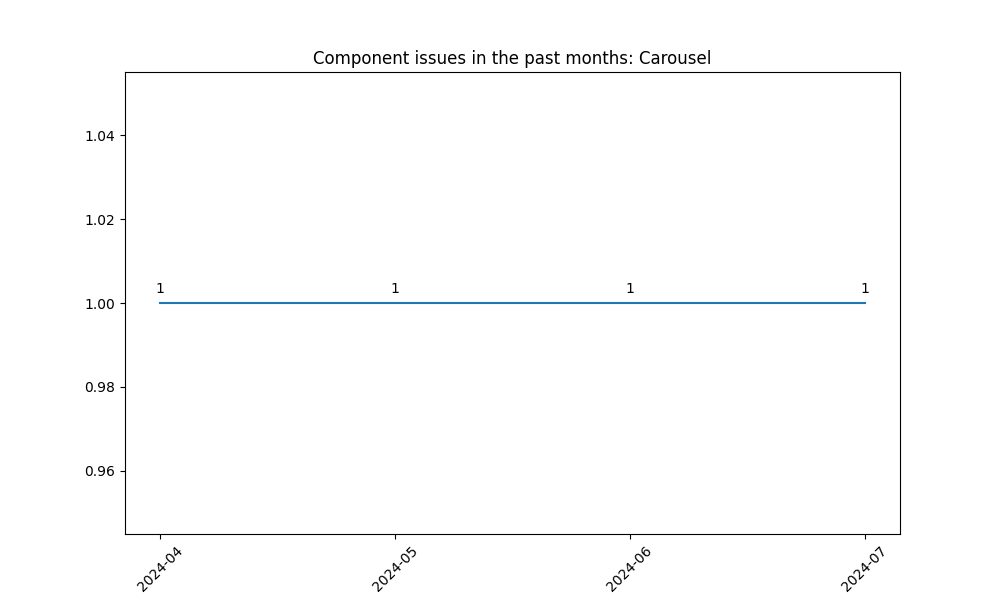 Component issues in the past months: Carousel
1.04
1.02
1.00
0.98
0.96
1 1 1 1
2024-04 2024-05 2024-06 2024-07